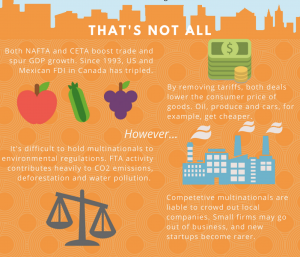 THAT'S NOT ALL
Both NAFTA and CETA boost trade and
spur GDP growth. Since 1993, US and
Mexican FDI in Canada has tripled.
By removing tariffs, both deals
lower the consumer price of
goods. Oil, produce and cars, for
example, get cheaper.
However...
It's difficult to hold multinationals to
environmental regulations. FTA activity
contributes heavily to CO2 emissions,
deforestation and water pollution.
Competetive multinationals are
liable to crowd out local
companies. Small firms may go
out of business, and new
startups become rarer.